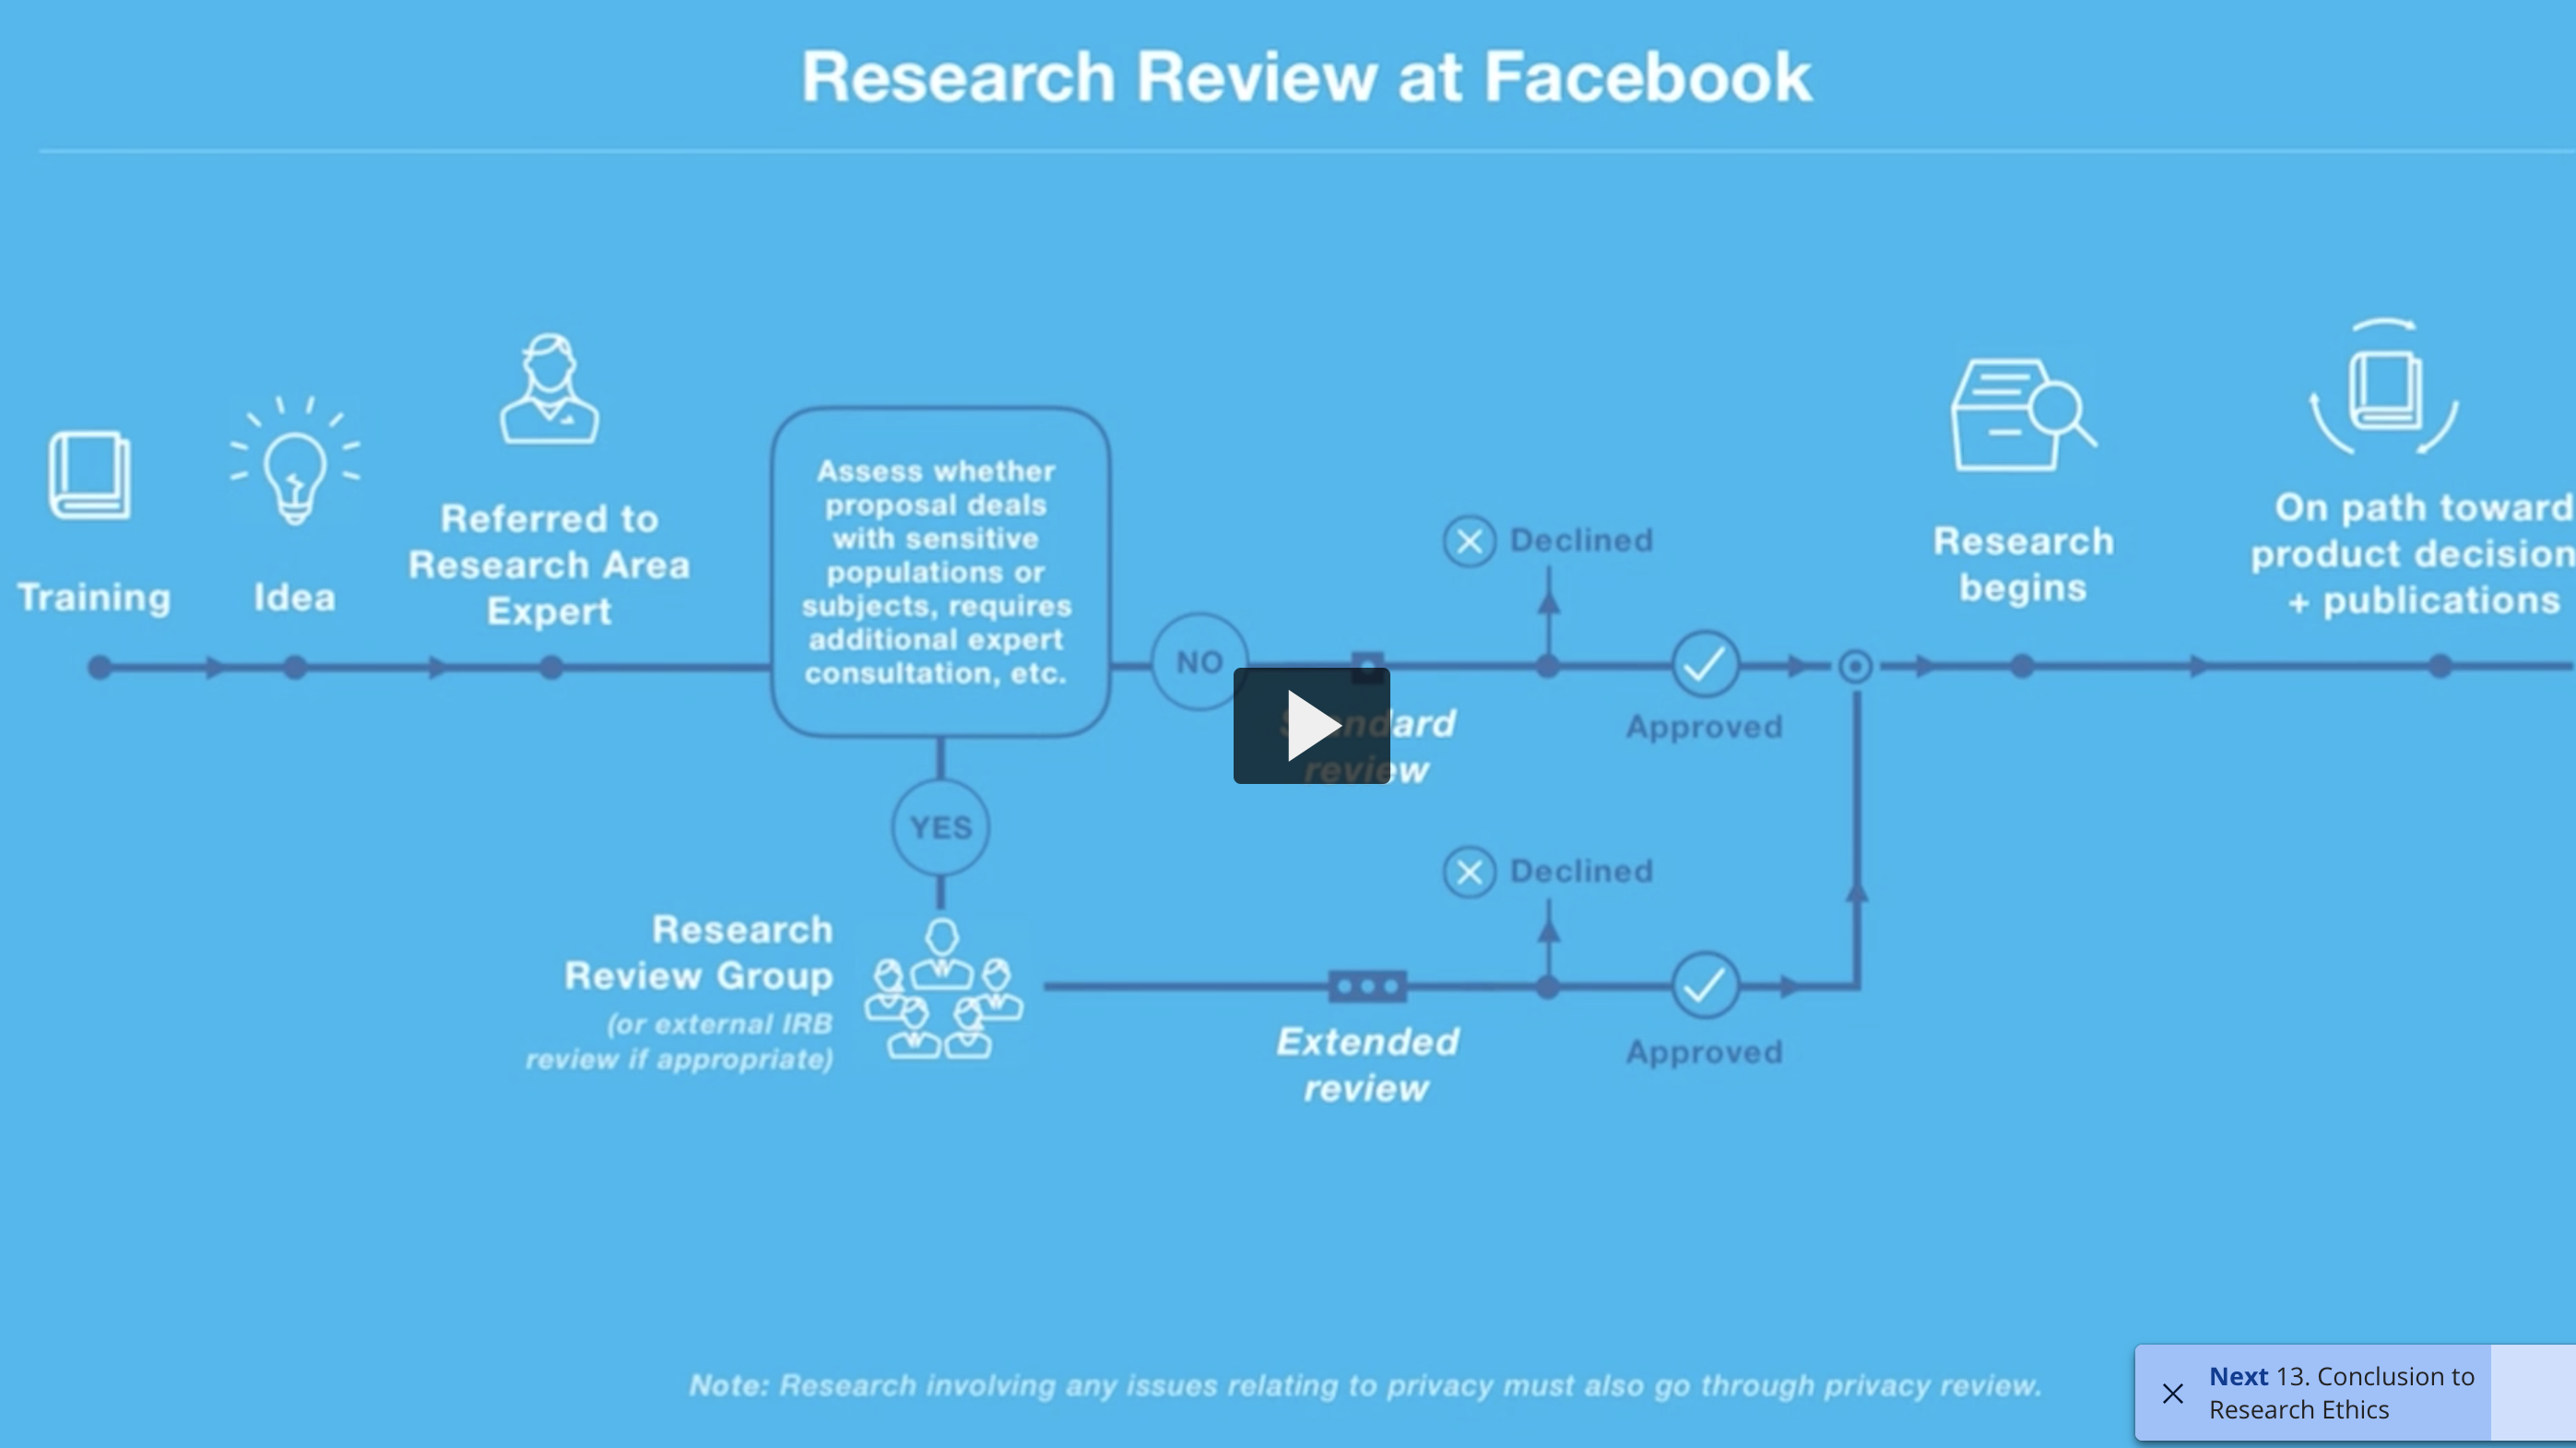 Research Review at Facebook
Training
Idea
Referred to
Research Area
Expert
Assess whether
proposal deals
with sensitive
populations or
subjects, requires
additional expert
consultation, etc.
NO
YES
Standard
review
Declined
Approved
Research
begins
On path toward
product decision
+ publications
Research
Review Group
(or external IRB
review if appropriate)
Extended
review
Declined
Approved
Note: Research involving any issues relating to privacy must also go through privacy review.
Next 13. Conclusion to
Research Ethics